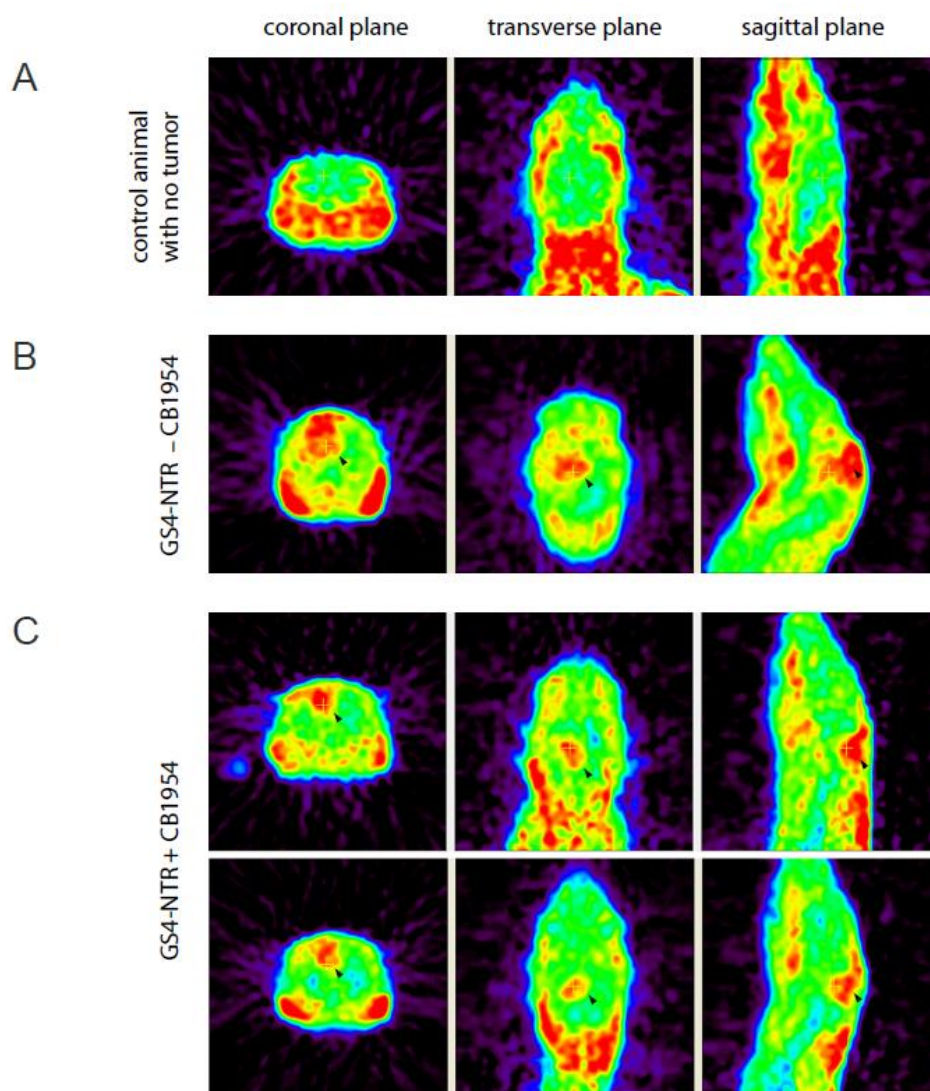 coronal plane transverse plane sagittal plane
A
control animal
with no tumor
B
GS4-NTR – CB1954
C
GS4-NTR+ CB1954